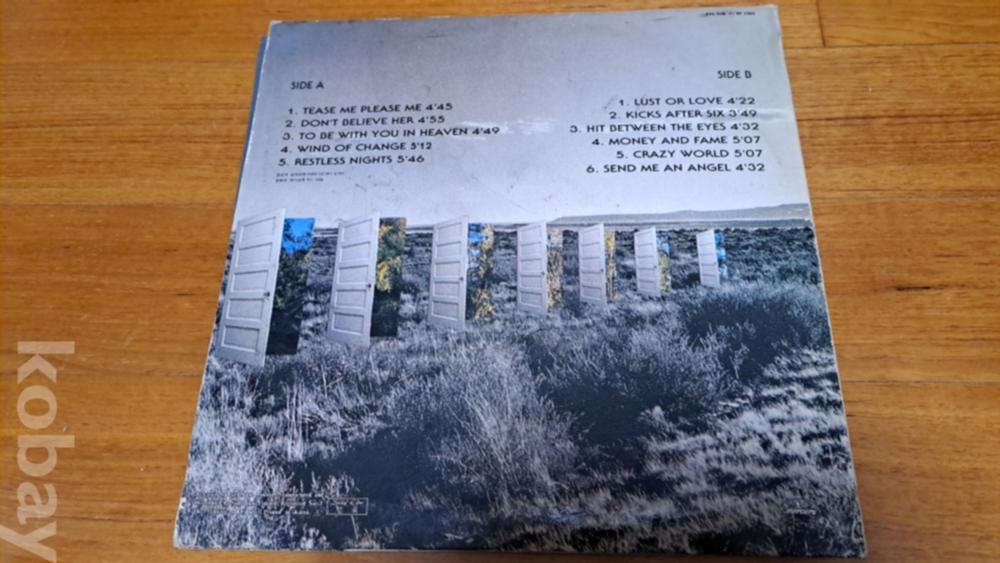 SIDE A
1. TEASE ME PLEASE ME 4'45
2. DON'T BELIEVE HER 4'55
3. TO BE WITH YOU IN HEAVEN 4'49
4. WIND OF CHANGE 5'12
5. RESTLESS NIGHTS 5'46
SIDE B
1. LUST OR LOVE 4'22
2. KICKS AFTER SIX 3'49
3. HIT BETWEEN THE EYES 4'32
4. MONEY AND FAME 5'07
5. CRAZY WORLD 5'07
6. SEND ME AN ANGEL 4'32
kobay